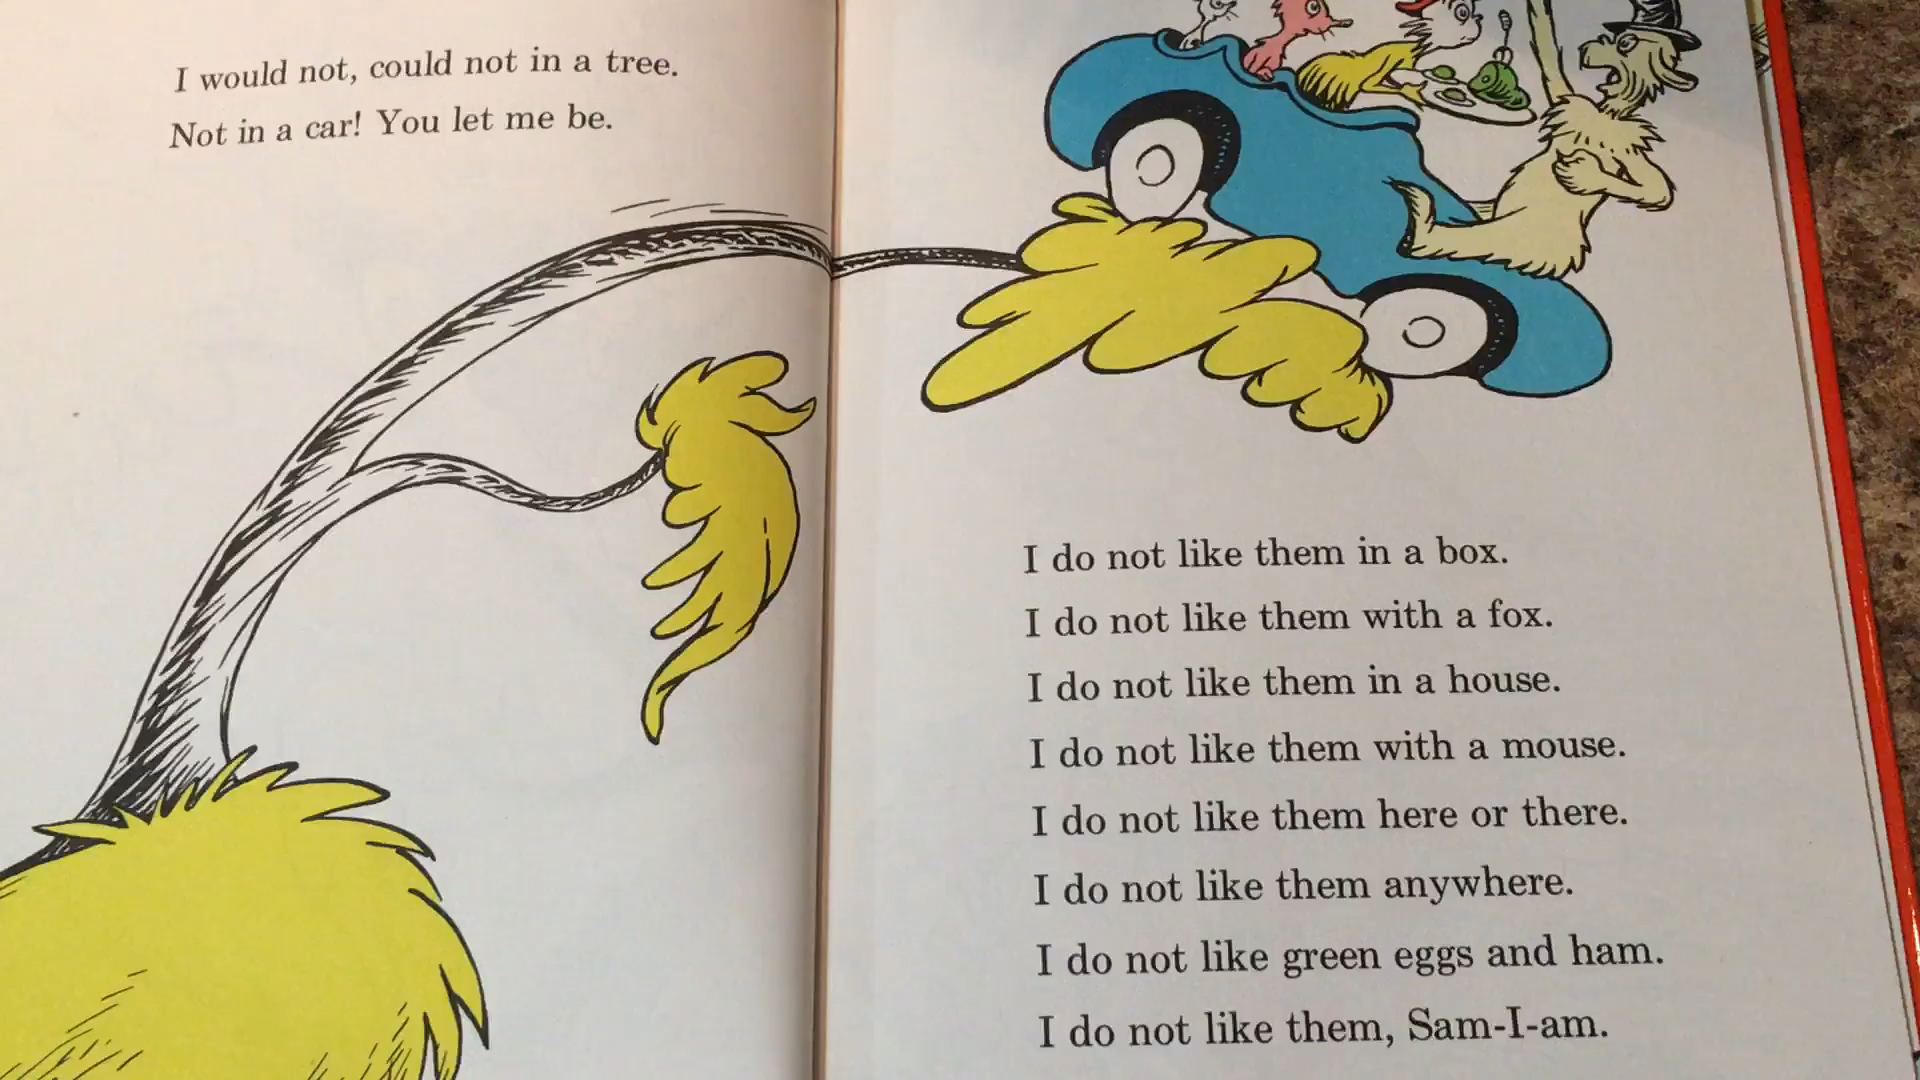 I would not, could not in a tree.
Not in a car! You let me be.
I do not like them in a box.
I do not like them with a fox.
I do not like them in a house.
I do not like them with a mouse.
I do not like them here or there.
I do not like them anywhere.
I do not like green eggs and ham.
I do not like them, Sam-I-am.